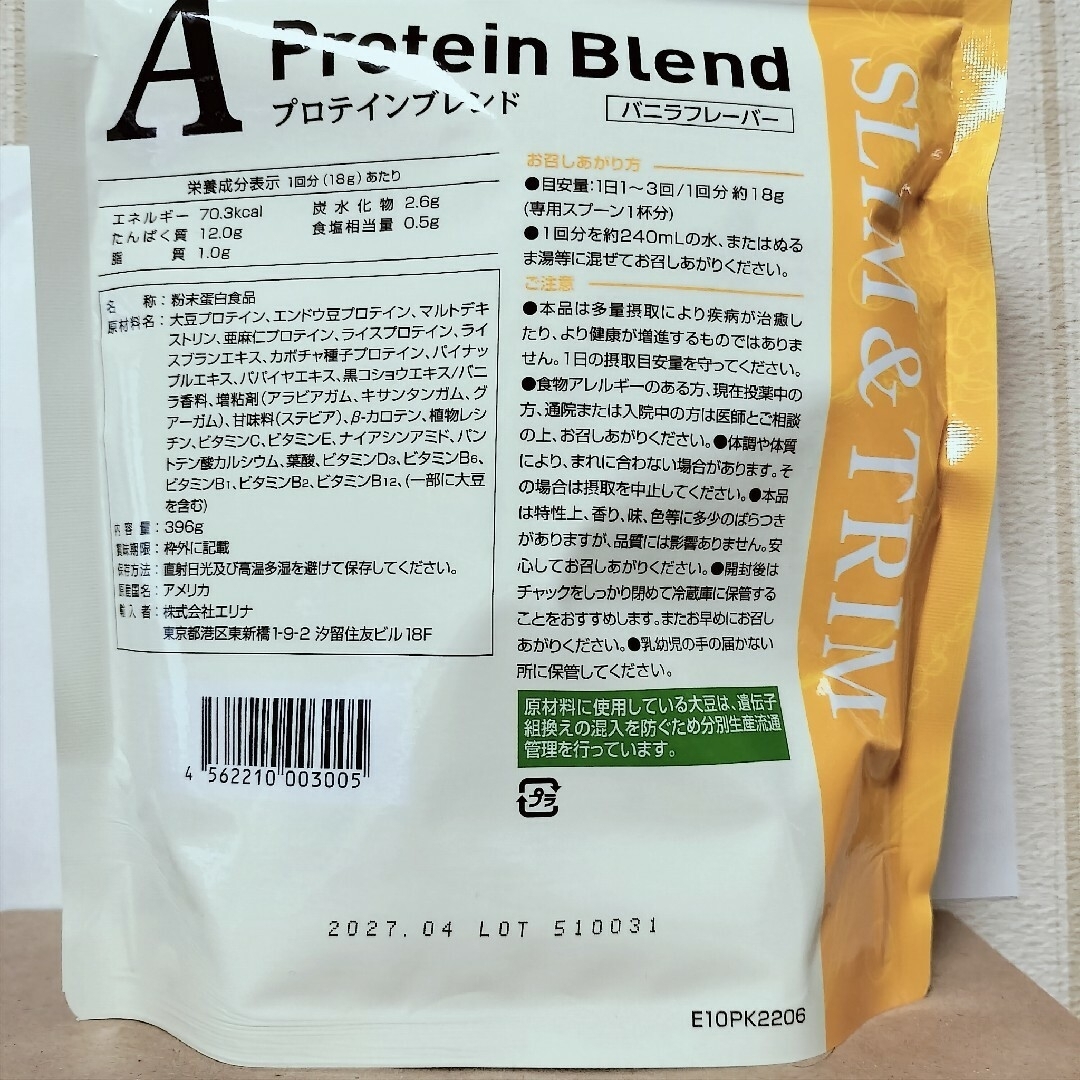 A Protein Blend
プロテインブレンド
バニラフレーバー
栄養成分表示 1回分(18g)あたり
エネルギー 70.3kcal
たんぱく質 12.0g
脂質 1.0g
炭水化物 2.6g
食塩相当量 0.5g
名称:粉末蛋白食品
原材料名:大豆プロテイン、エンドウ豆プロテイン、マルトデキ
ストリン、亜麻仁プロテイン、ライスプロテイン、ライ
スブランエキス、カボチャ種子プロテイン、パイナッ
プルエキス、パパイヤエキス、黒コショウエキス/バニ
ラ香料、増粘剤(アラビアガム、キサンタンガム、グ
アーガム)、甘味料(ステビア)、β-カロテン、植物レシ
チン、ビタミンC、ビタミンE、ナイアシンアミド、パン
トテン酸カルシウム、葉酸、ビタミンD3、ビタミンB6、
ビタミンB1、ビタミンB2、ビタミンB12、(一部に大豆
を含む)
内容量:396g
賞味期限:枠外に記載
保存方法:直射日光及び高温多湿を避けて保存してください。
原産国名:アメリカ
輸入者:株式会社エリナ
東京都港区東新橋1-9-2 汐留住友ビル18F
4 562210 003005
お召しあがり方
●目安量:1日1~3回/1回分 約18g
(専用スプーン1杯分)
●1回分を約240mLの水、またはぬる
ま湯等に混ぜてお召しあがりください。
ご注意
●本品は多量摂取により疾病が治癒し
たり、より健康が増進するものではありま
せん。1日の摂取目安量を守ってください。
●食物アレルギーのある方、現在投薬中の
方、通院または入院中の方は医師とご相談
の上、お召しあがりください。●体調や体質
により、まれに合わない場合があります。そ
の場合は摂取を中止してください。●本品
は特性上、香り、味、色等に多少のばらつき
がありますが、品質には影響ありません。安
心してお召しあがりください。●開封後は
チャックをしっかり閉めて冷蔵庫に保管する
ことをおすすめします。またお早めにお召し
あがりください。●乳幼児の手の届かない
所に保管してください。
原材料に使用している大豆は、遺伝子
組換えの混入を防ぐため分別生産流通
管理を行っています。
プラ
SLIM & TRIM
2027.04 LOT 510031
E10PK2206